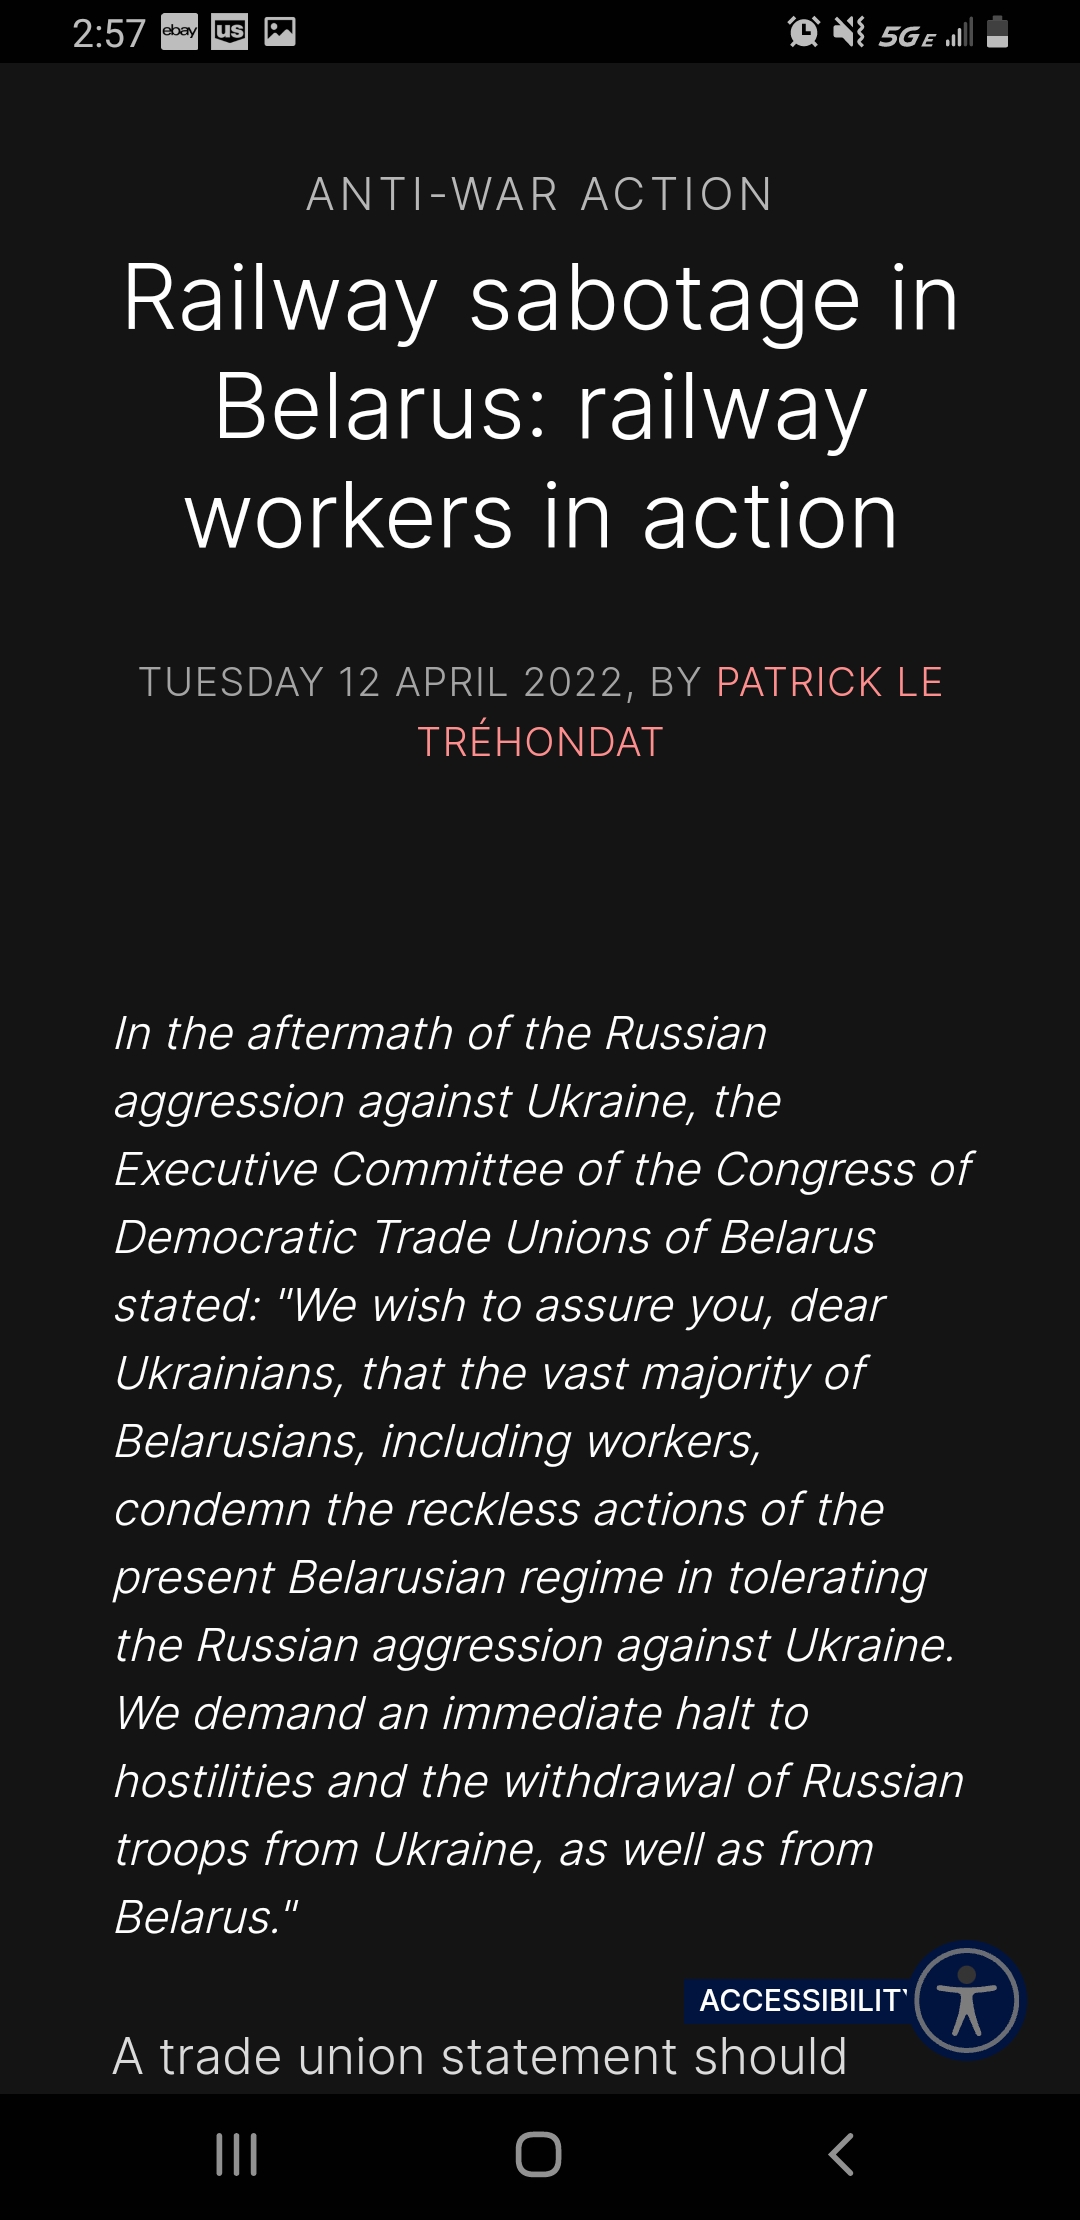 2:57 ebay us 5GE
ANTI-WAR ACTION
Railway sabotage in
Belarus: railway
workers in action
TUESDAY 12 APRIL 2022, BY PATRICK LE
TRÉHONDAT
In the aftermath of the Russian
aggression against Ukraine, the
Executive Committee of the Congress of
Democratic Trade Unions of Belarus
stated: "We wish to assure you, dear
Ukrainians, that the vast majority of
Belarusians, including workers,
condemn the reckless actions of the
present Belarusian regime in tolerating
the Russian aggression against Ukraine.
We demand an immediate halt to
hostilities and the withdrawal of Russian
troops from Ukraine, as well as from
Belarus."
ACCESSIBILITY
A trade union statement should